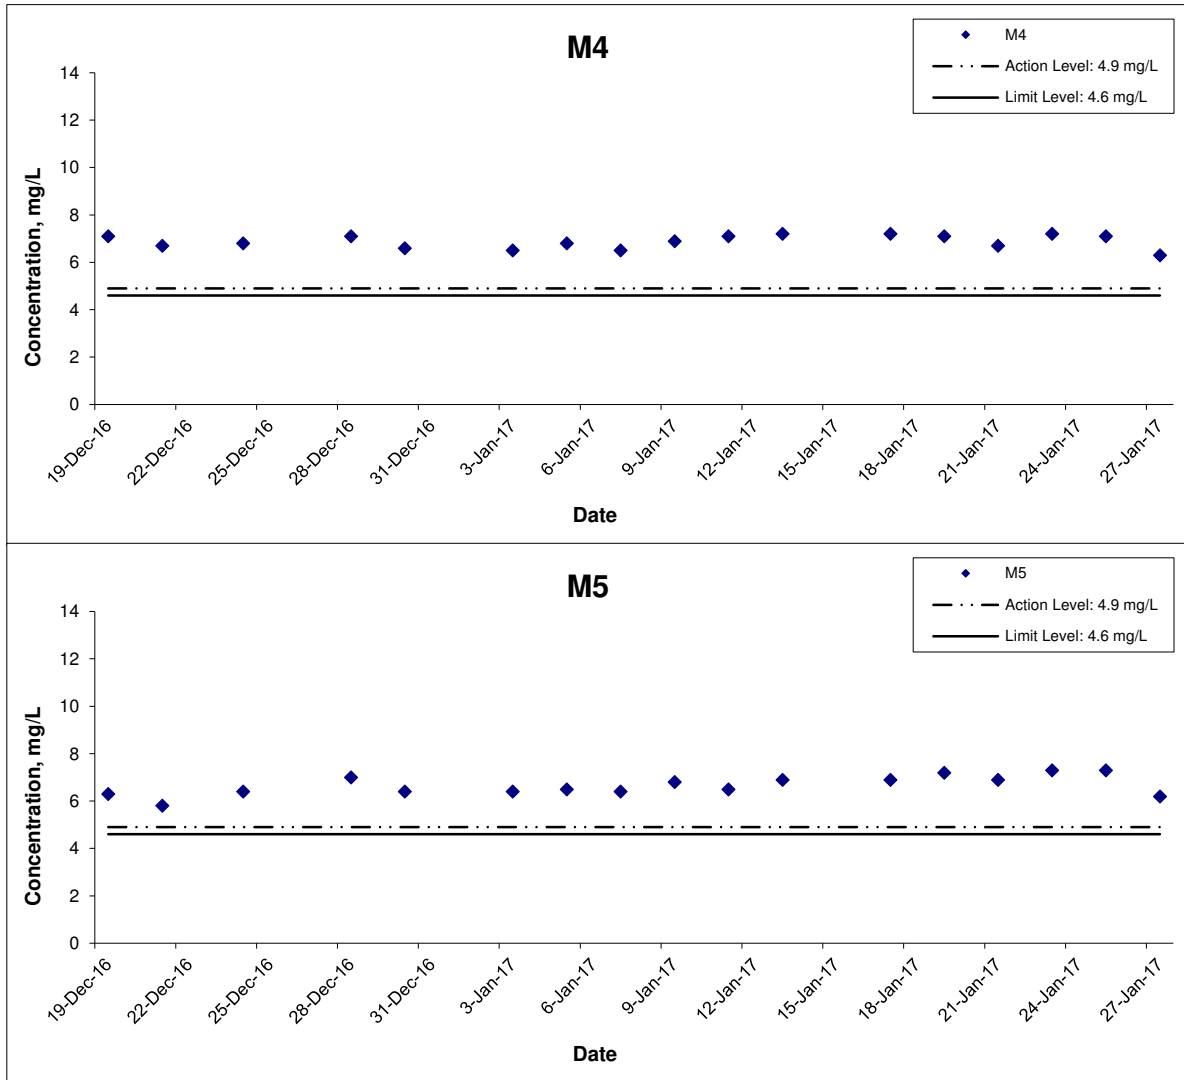 M4
M4
Action Level: 4.9 mg/L
Limit Level: 4.6 mg/L
Concentration, mg/L
14
12
10
8
6
4
2
0
19-Dec-16
22-Dec-16
25-Dec-16
28-Dec-16
31-Dec-16
3-Jan-17
6-Jan-17
9-Jan-17
12-Jan-17
15-Jan-17
18-Jan-17
21-Jan-17
24-Jan-17
27-Jan-17
Date
M5
M5
Action Level: 4.9 mg/L
Limit Level: 4.6 mg/L
Concentration, mg/L
14
12
10
8
6
4
2
0
19-Dec-16
22-Dec-16
25-Dec-16
28-Dec-16
31-Dec-16
3-Jan-17
6-Jan-17
9-Jan-17
12-Jan-17
15-Jan-17
18-Jan-17
21-Jan-17
24-Jan-17
27-Jan-17
Date